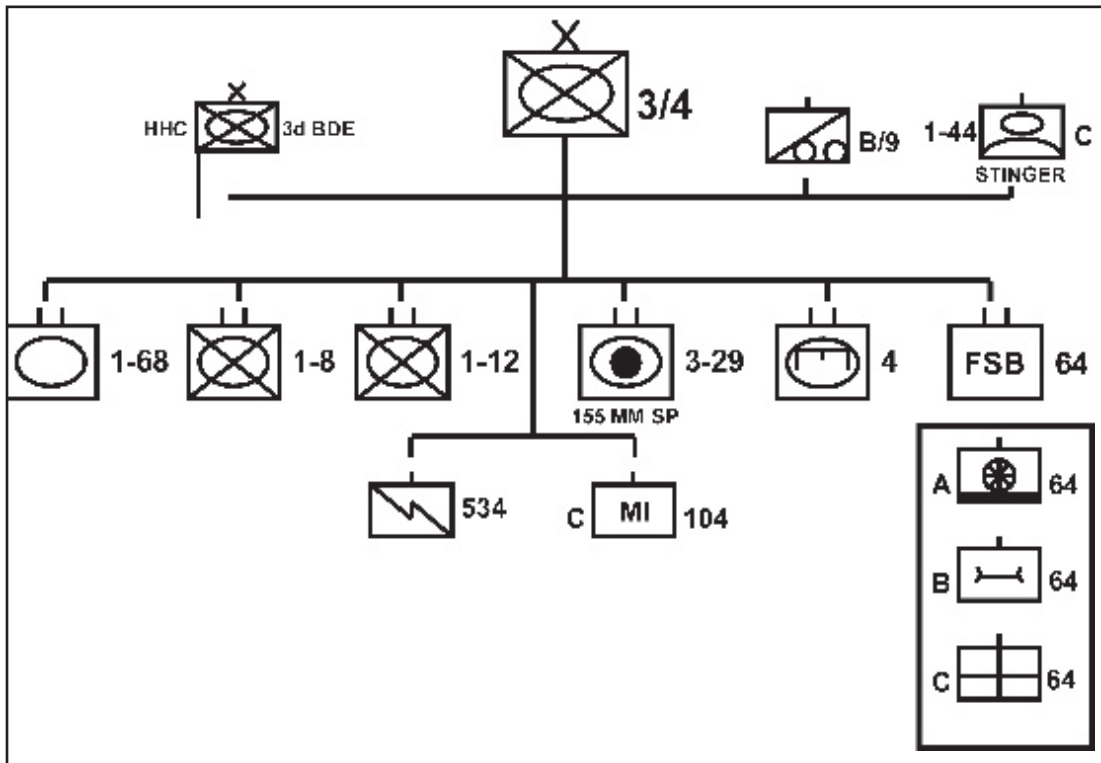 3/4
HHC 3d BDE
B/9
1-44 C
STINGER
1-68
1-8
1-12
3-29
155 MM SP
4
FSB 64
534
C MI 104
A 64
B 64
C 64